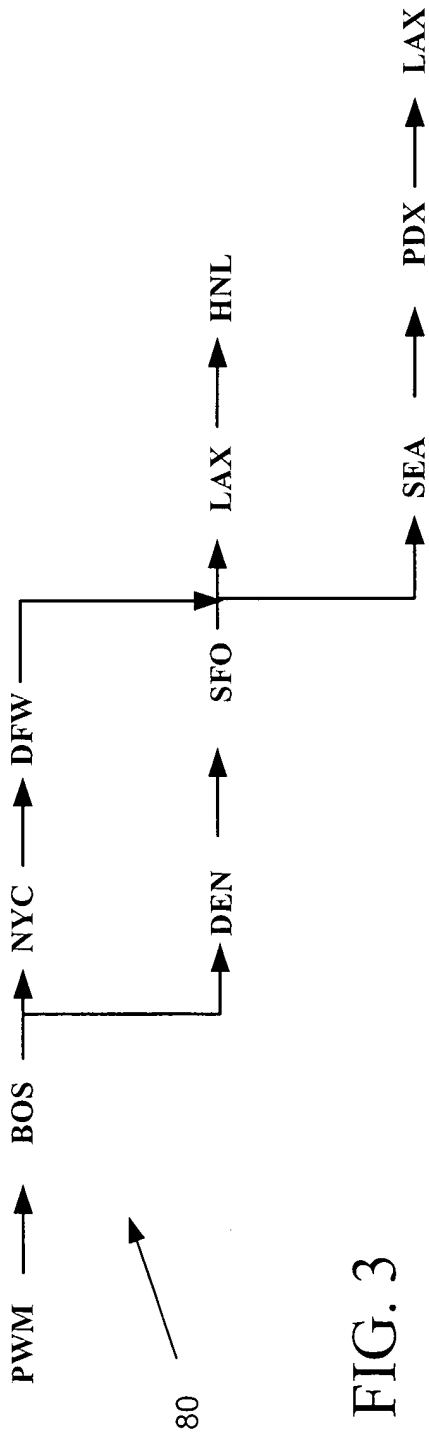 PWM BOS NYC DFW
DEN SFO LAX HNL
SEA PDX LAX
80
FIG. 3